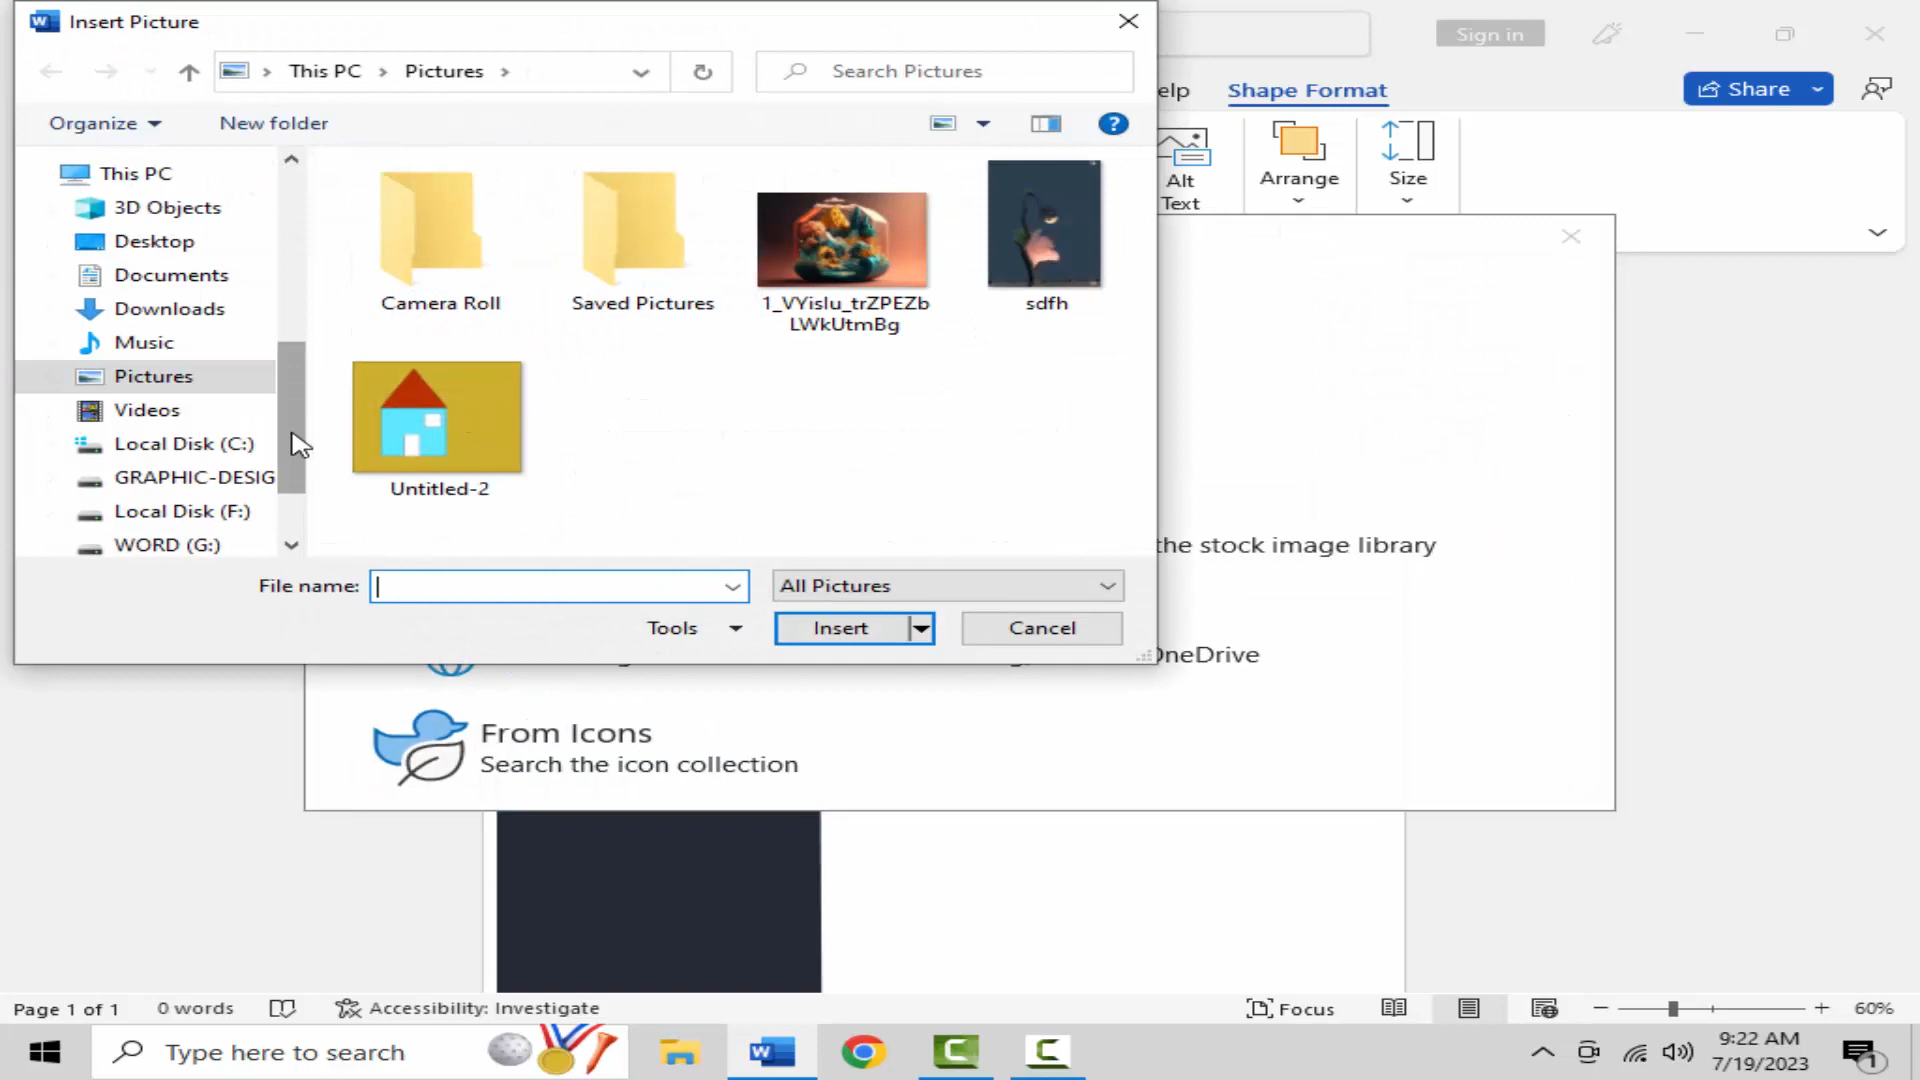 Insert Picture
Sign in
This PC > Pictures >
Search Pictures
elp
Shape Format
Share
Organize
New folder
?
Alt
Text
Arrange
Size
This PC
3D Objects
Desktop
Documents
Downloads
Music
Pictures
Videos
Local Disk (C:)
GRAPHIC-DESIG
Local Disk (F:)
WORD (G:)
Camera Roll
Saved Pictures
1_VYislu_trZPEZb
LWkUtmBg
sdfh
Untitled-2
File name:
All Pictures
Tools
Insert
Cancel
the stock image library
OneDrive
From Icons
Search the icon collection
Page 1 of 1
0 words
Accessibility: Investigate
Focus
60%
Type here to search
9:22 AM
7/19/2023
1